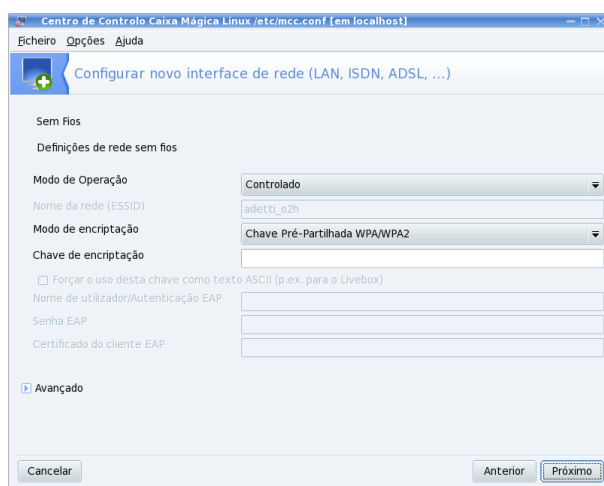 Centro de Controlo Caixa Mágica Linux /etc/mcc.conf [em localhost]
Ficheiro Opções Ajuda
Configurar novo interface de rede (LAN, ISDN, ADSL, ...)
Sem Fios
Definições de rede sem fios
Modo de Operação Controlado
Nome da rede (ESSID) adetti_o2h
Modo de encriptação Chave Pré-Partilhada WPA/WPA2
Chave de encriptação
Forçar o uso desta chave como texto ASCII (p.ex. para o Livebox)
Nome de utilizador/Autenticação EAP
Senha EAP
Certificado do cliente EAP
Avançado
Cancelar Anterior Próximo